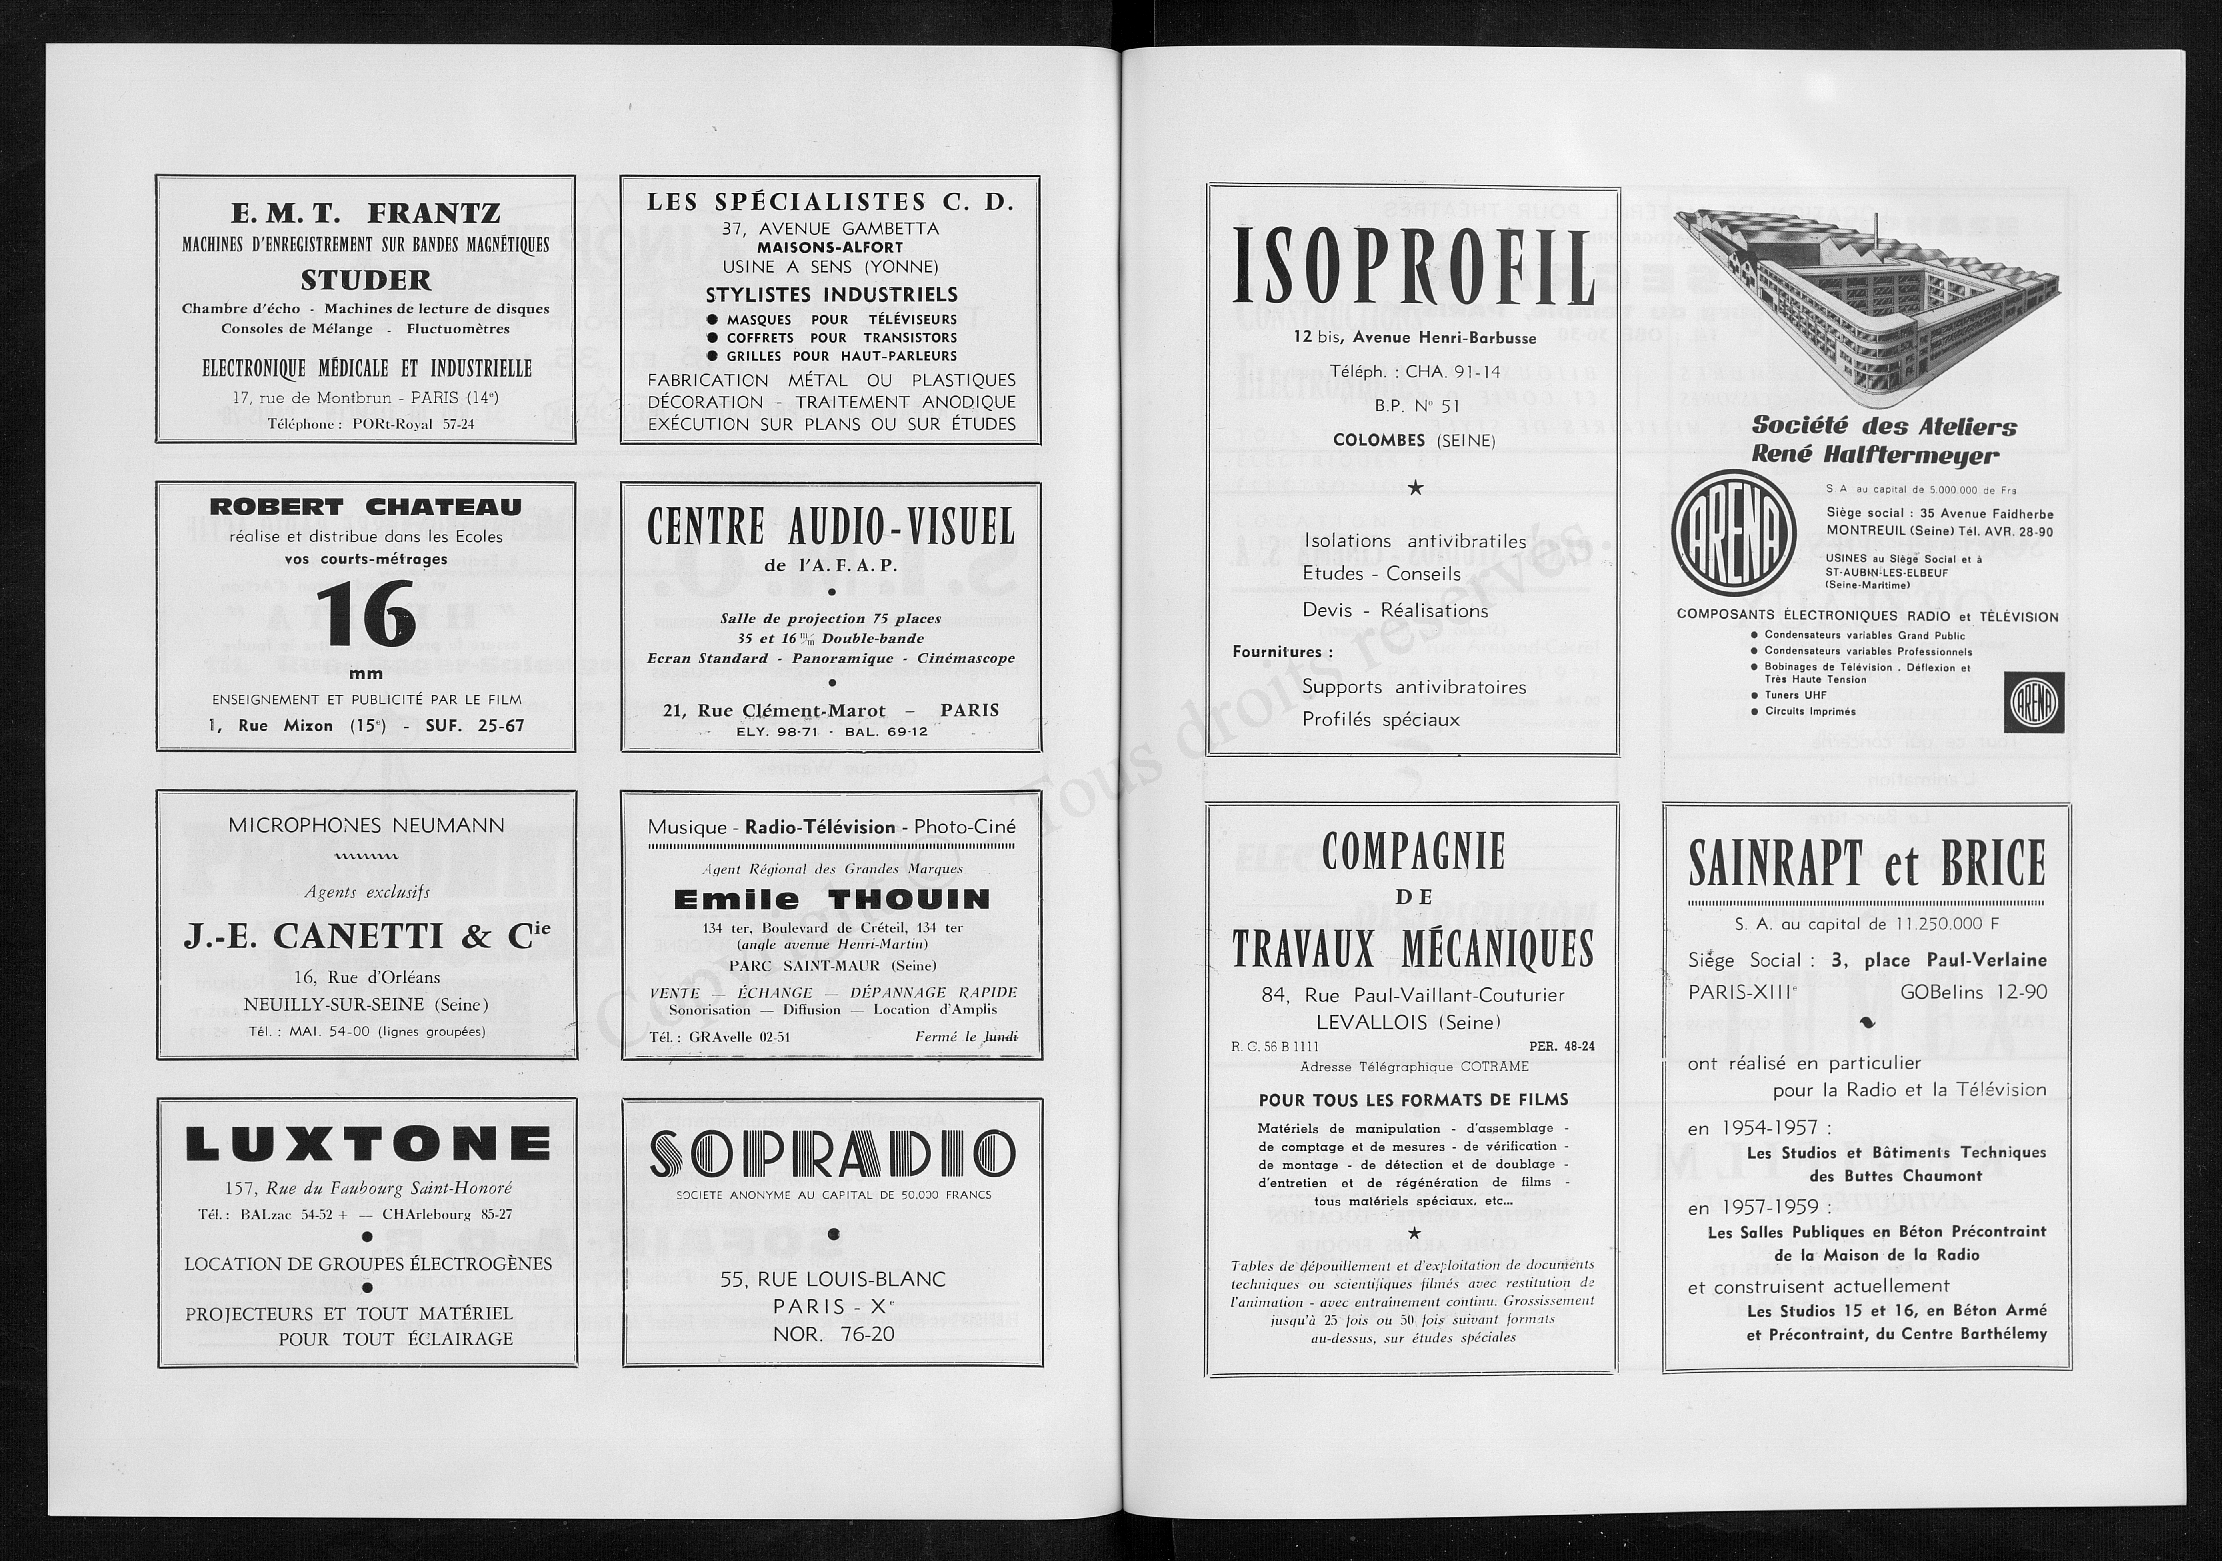 E. M. T. FRANTZ
MACHINES D'ENREGISTREMENT SUR BANDES MAGNÉTIQUES
STUDER
Chambre d'écho - Machines de lecture de disques
Consoles de Mélange - Fluctuomètres
ELECTRONIQUE MÉDICALE ET INDUSTRIELLE
17, rue de Montbrun - PARIS (14e)
Téléphone : PORt-Royal 57-24
LES SPÉCIALISTES C. D.
37, AVENUE GAMBETTA
MAISONS-ALFORT
USINE A SENS (YONNE)
STYLISTES INDUSTRIELS
● MASQUES POUR TÉLÉVISEURS
● COFFRETS POUR TRANSISTORS
● GRILLES POUR HAUT-PARLEURS
FABRICATION MÉTAL OU PLASTIQUES
DÉCORATION - TRAITEMENT ANODIQUE
EXÉCUTION SUR PLANS OU SUR ÉTUDES
ROBERT CHATEAU
réalise et distribue dans les Ecoles
vos courts-métrages
16
mm
ENSEIGNEMENT ET PUBLICITÉ PAR LE FILM
1, Rue Mizon (15e) - SUF. 25-67
CENTRE AUDIO-VISUEL
de l'A. F. A. P.
Salle de projection 75 places
35 et 16 m/m Double-bande
Ecran Standard - Panoramique - Cinémascope
21, Rue Clément-Marot – PARIS
ELY. 98-71 · BAL. 69-12
MICROPHONES NEUMANN
Agents exclusifs
J.-E. CANETTI & Cie
16, Rue d'Orléans
NEUILLY-SUR-SEINE (Seine)
Tél. : MAI. 54-00 (lignes groupées)
Musique - Radio-Télévision - Photo-Ciné
Agent Régional des Grandes Marques
Emile THOUIN
134 ter, Boulevard de Créteil, 134 ter
(angle avenue Henri-Martin)
PARC SAINT-MAUR (Seine)
VENTE — ÉCHANGE — DÉPANNAGE RAPIDE
Sonorisation — Diffusion — Location d'Amplis
Tél. : GRAvelle 02-51 Fermé le lundi
LUXTONE
157, Rue du Faubourg Saint-Honoré
Tél. : BALzac 54-52 + — CHArlebourg 85-27
LOCATION DE GROUPES ÉLECTROGÈNES
PROJECTEURS ET TOUT MATÉRIEL
POUR TOUT ÉCLAIRAGE
SOPRADIO
SOCIETE ANONYME AU CAPITAL DE 50.000 FRANCS
55, RUE LOUIS-BLANC
PARIS - Xe
NOR. 76-20
ISOPROFIL
12 bis, Avenue Henri-Barbusse
Téléph. : CHA. 91-14
B.P. N° 51
COLOMBES (SEINE)
★
Isolations antivibratiles
Etudes - Conseils
Devis - Réalisations
Fournitures :
Supports antivibratoires
Profilés spéciaux
Société des Ateliers
René Halftermeyer
ARENA
S A au capital de 5.000 000 de Frs
Siège social : 35 Avenue Faidherbe
MONTREUIL (Seine) Tél. AVR. 28-90
USINES au Siège Social et à
ST-AUBIN-LES-ELBEUF
(Seine-Maritime)
COMPOSANTS ÉLECTRONIQUES RADIO et TÉLÉVISION
● Condensateurs variables Grand Public
● Condensateurs variables Professionnels
● Bobinages de Télévision . Déflexion et
Très Haute Tension
● Tuners UHF
● Circuits Imprimés
ARENA
COMPAGNIE
DE
TRAVAUX MÉCANIQUES
84, Rue Paul-Vaillant-Couturier
LEVALLOIS (Seine)
R. C. 56 B 1111 PER. 48-24
Adresse Télégraphique COTRAME
POUR TOUS LES FORMATS DE FILMS
Matériels de manipulation - d'assemblage -
de comptage et de mesures - de vérification -
de montage - de détection et de doublage -
d'entretien et de régénération de films -
tous matériels spéciaux, etc...
★
Tables de dépouillement et d'exploitation de documents
techniques ou scientifiques filmés avec restitution de
l'animation - avec entrainement continu. Grossissement
jusqu'à 25 fois ou 50 fois suivant formats
au-dessus, sur études spéciales
SAINRAPT et BRICE
S. A. au capital de 11.250.000 F
Siège Social : 3, place Paul-Verlaine
PARIS-XIIIe GOBelins 12-90
ont réalisé en particulier
pour la Radio et la Télévision
en 1954-1957 :
Les Studios et Bâtiments Techniques
des Buttes Chaumont
en 1957-1959 :
Les Salles Publiques en Béton Précontraint
de la Maison de la Radio
et construisent actuellement
Les Studios 15 et 16, en Béton Armé
et Précontraint, du Centre Barthélemy
Copyright © Tous droits réservés.